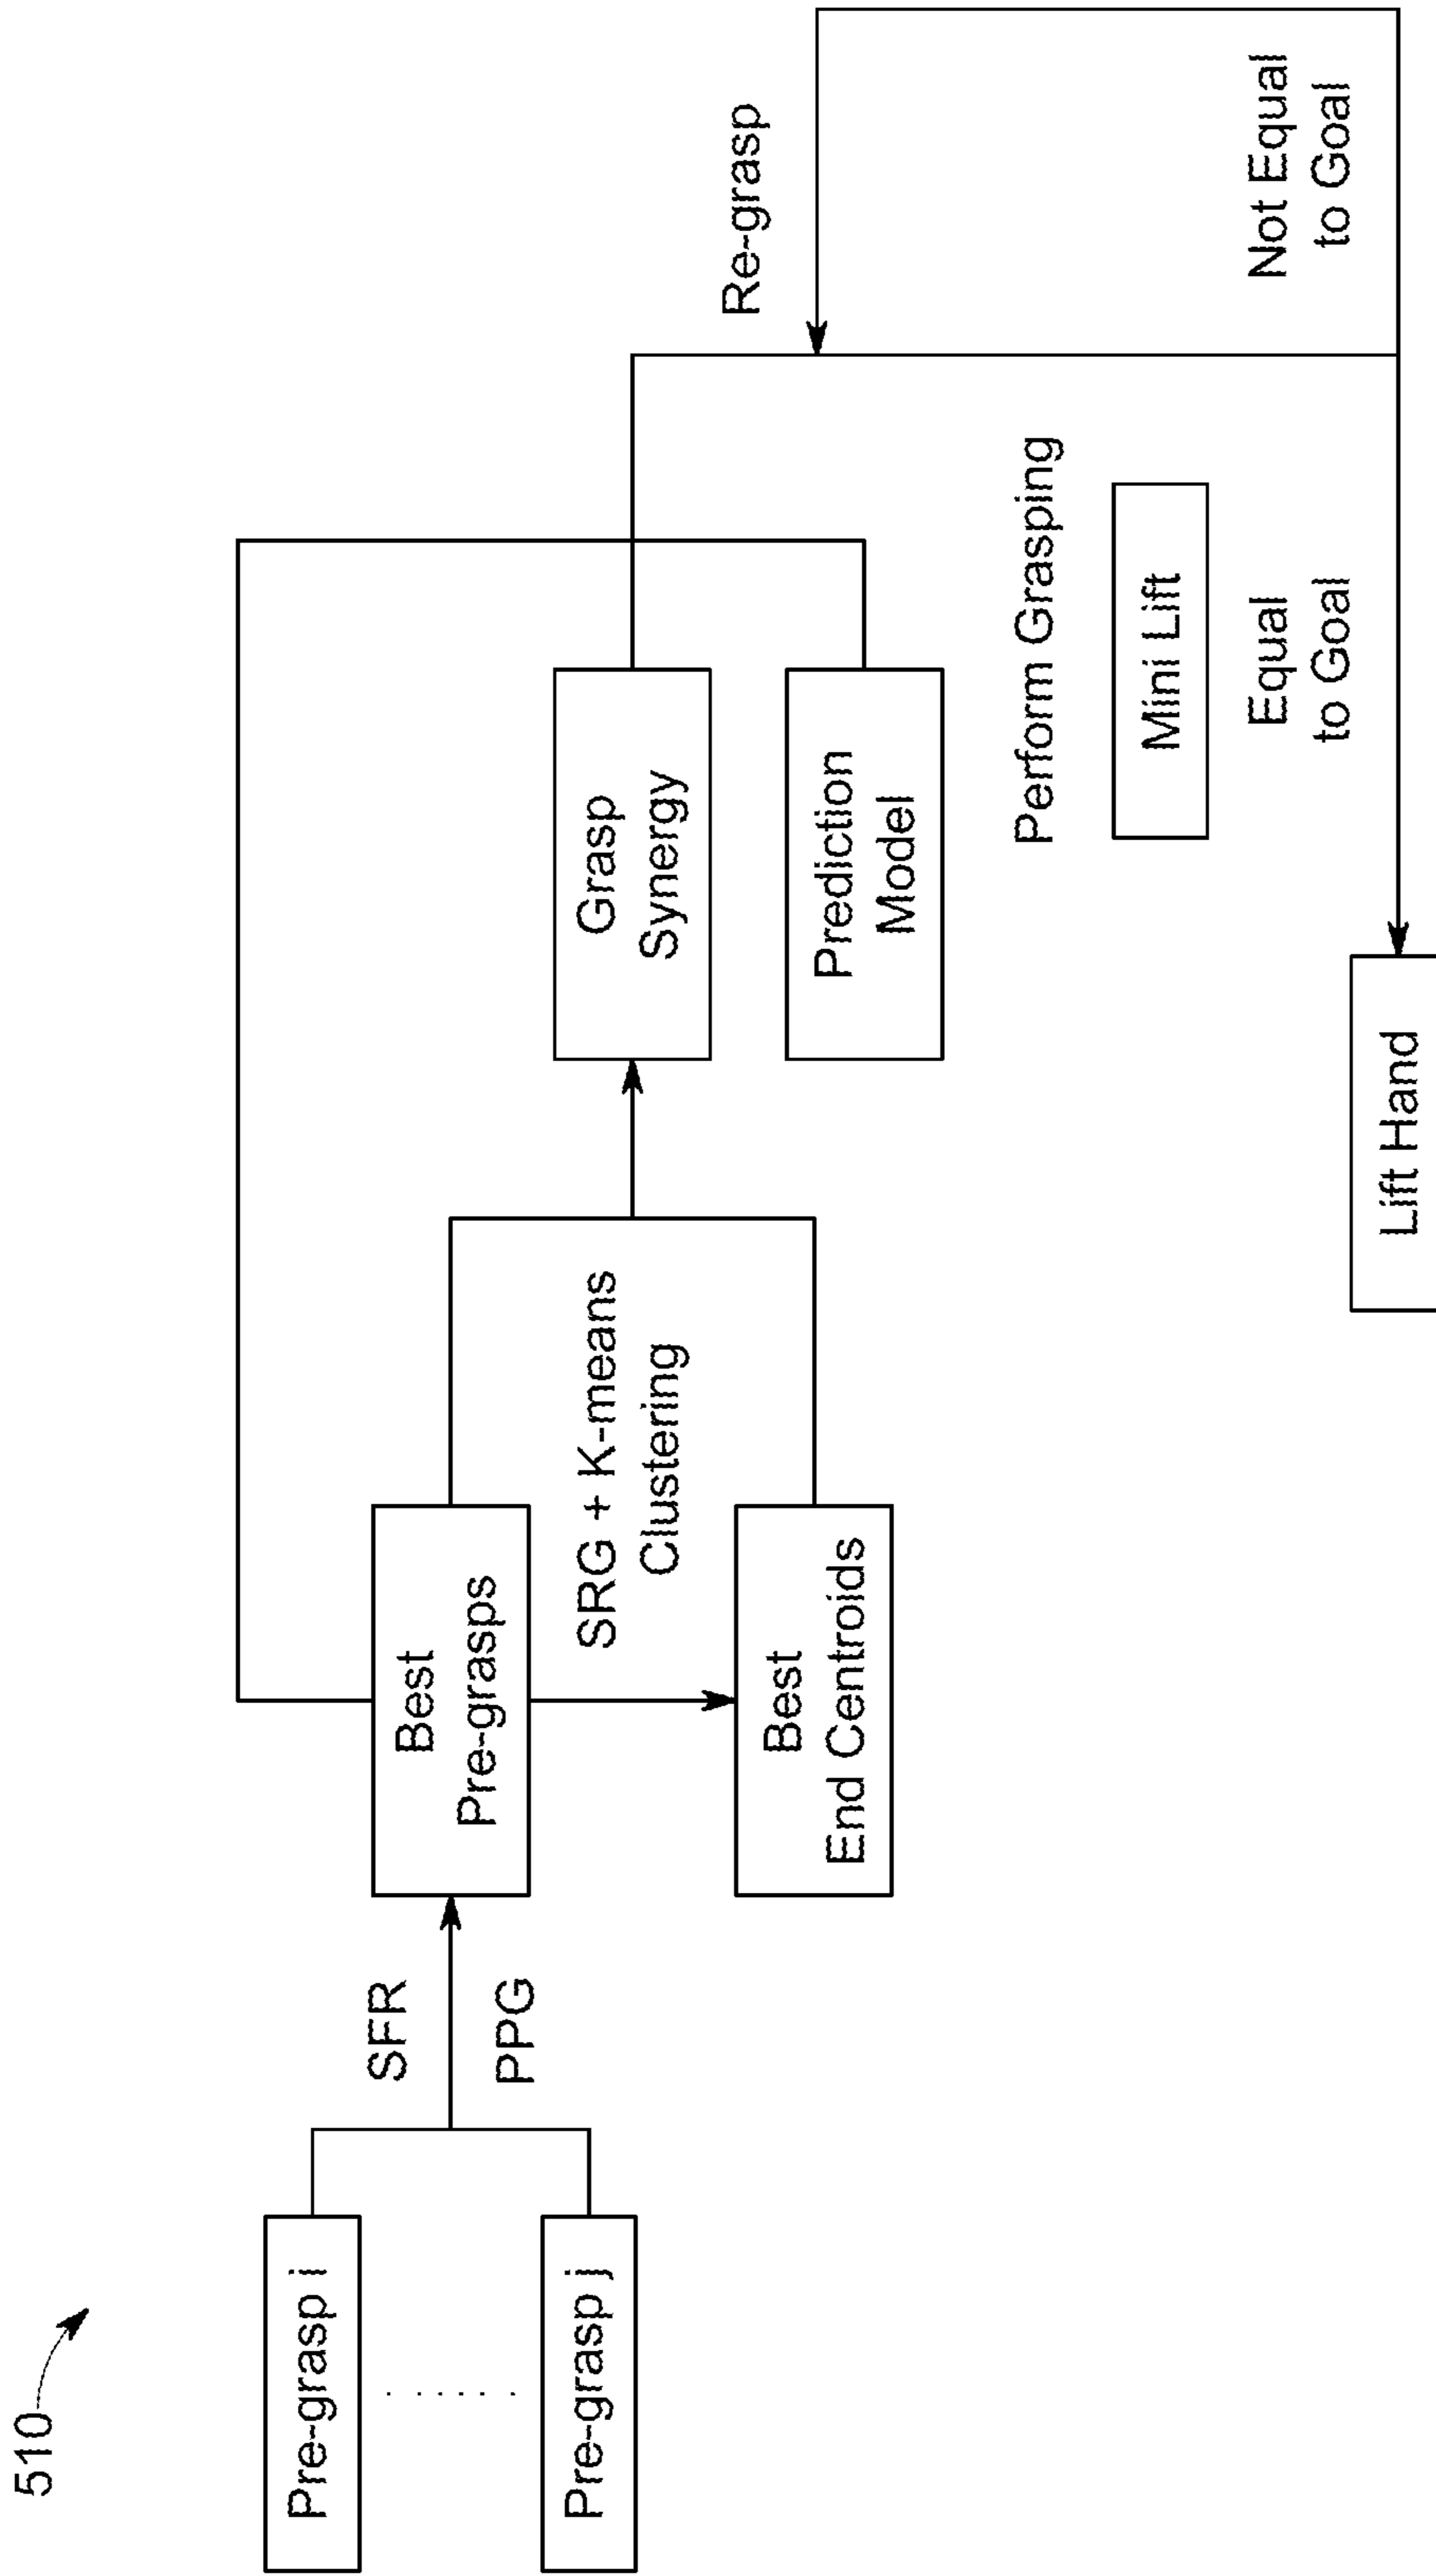 510
Pre-grasp i
. . . . . .
Pre-grasp j
SFR
PPG
Best
Pre-grasps
SRG + K-means
Clustering
Best
End Centroids
Grasp
Synergy
Prediction
Model
Re-grasp
Perform Grasping
Mini Lift
Equal
to Goal
Not Equal
to Goal
Lift Hand